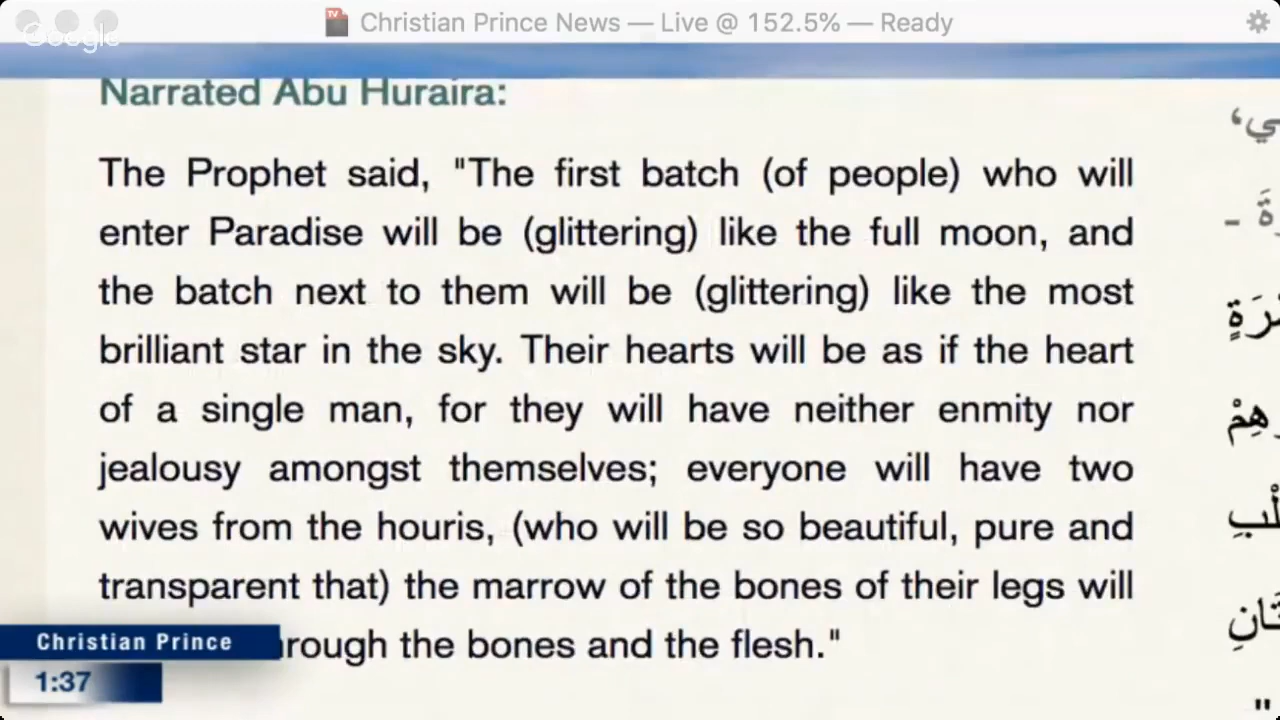 Christian Prince News — Live @ 152.5% — Ready
Google
Narrated Abu Huraira:
The Prophet said, "The first batch (of people) who will
enter Paradise will be (glittering) like the full moon, and
the batch next to them will be (glittering) like the most
brilliant star in the sky. Their hearts will be as if the heart
of a single man, for they will have neither enmity nor
jealousy amongst themselves; everyone will have two
wives from the houris, (who will be so beautiful, pure and
transparent that) the marrow of the bones of their legs will
rough the bones and the flesh."
Christian Prince
1:37